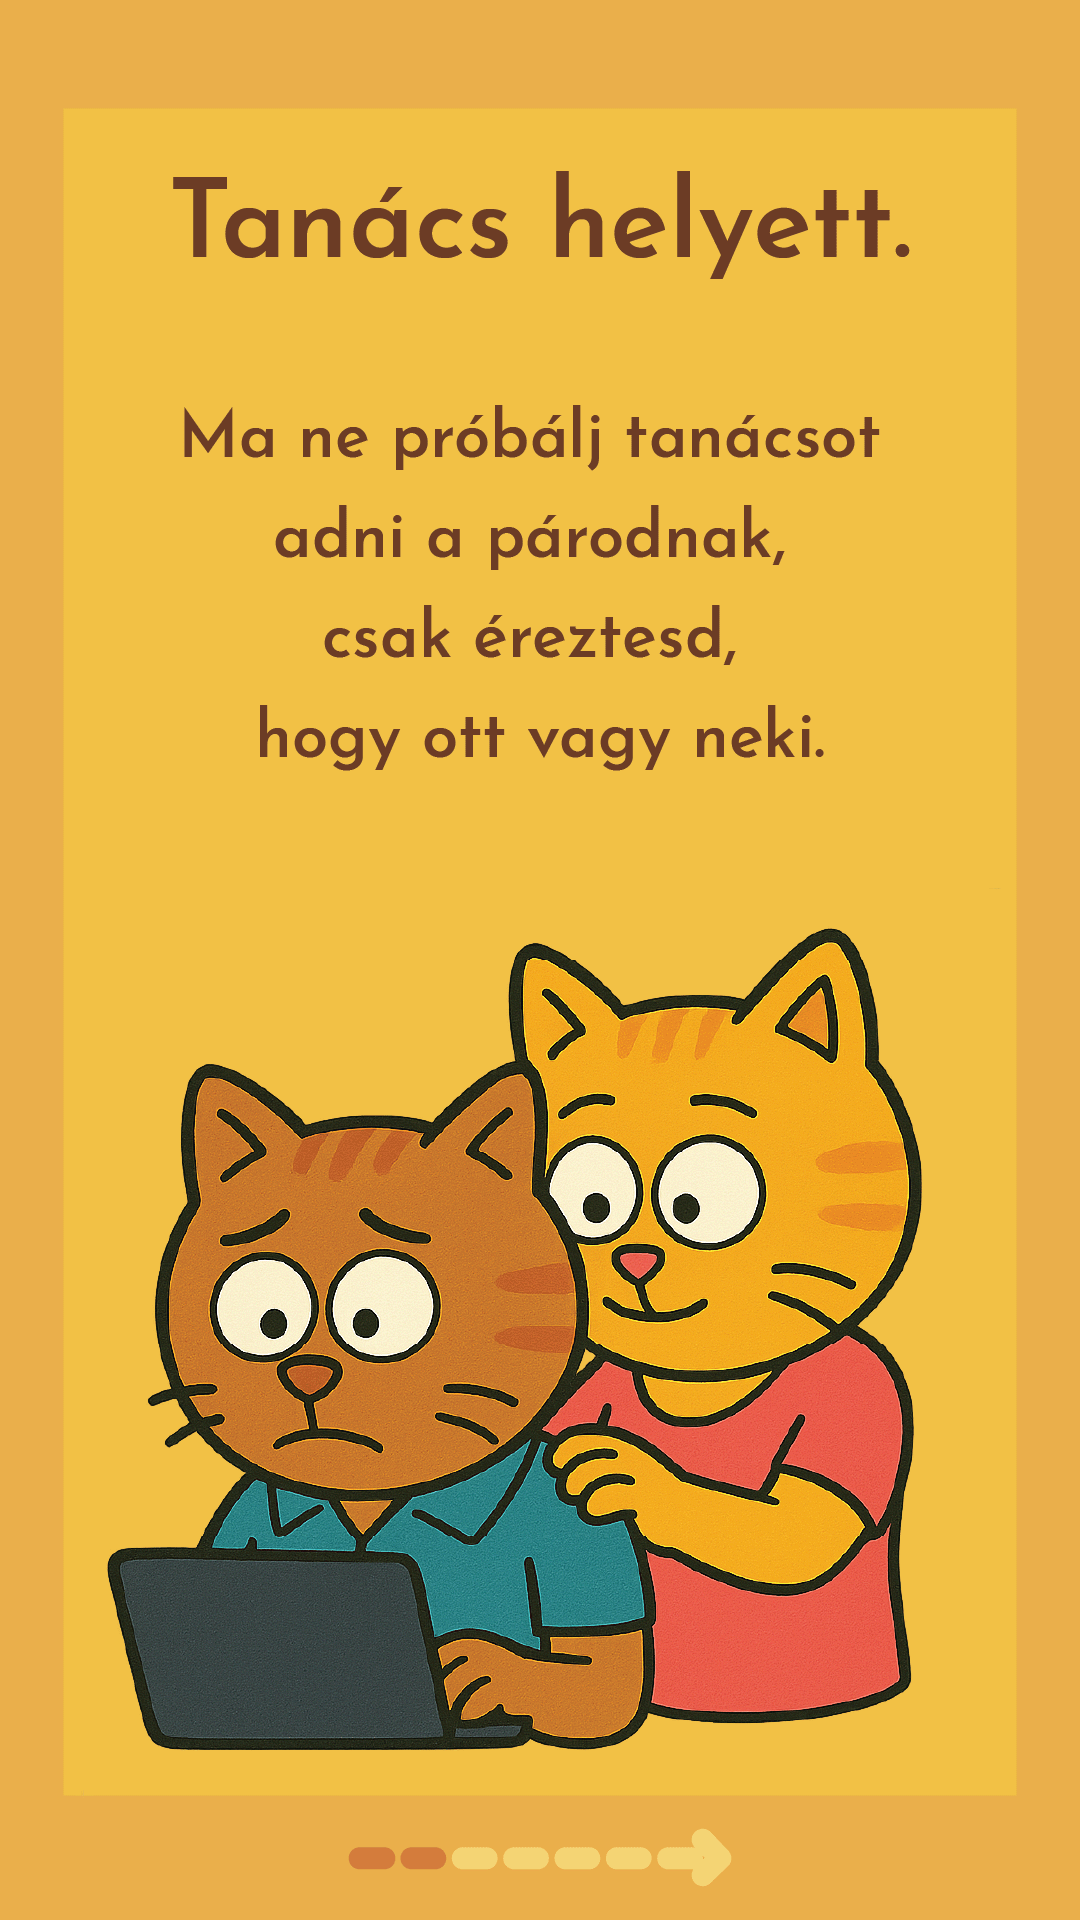 Tanács helyett.
Ma ne próbálj tanácsot
adni a párodnak,
csak éreztesd,
hogy ott vagy neki.